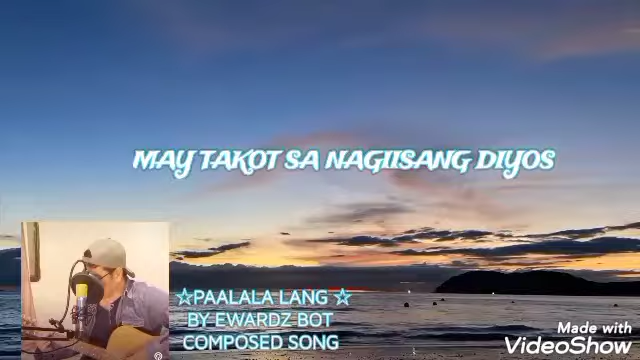 MAY TAKOT SA NAGIISANG DIYOS
☆PAALALA LANG ☆
BY EWARDZ BOT
COMPOSED SONG
Made with
VideoShow